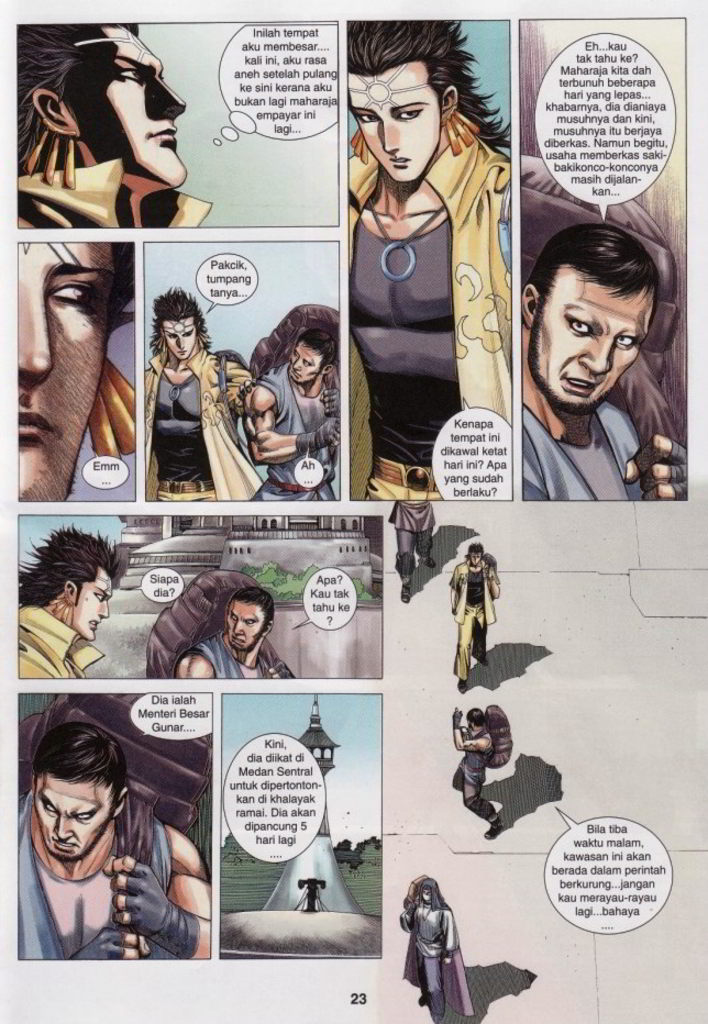 Inilah tempat
aku membesar....
kali ini, aku rasa
aneh setelah pulang
ke sini kerana aku
bukan lagi maharaja
empayar ini
lagi...
Emm
...
Pakcik,
tumpang
tanya...
Ah
...
Kenapa
tempat ini
dikawal ketat
hari ini? Apa
yang sudah
berlaku?
Eh...kau
tak tahu ke?
Maharaja kita dah
terbunuh beberapa
hari yang lepas...
khabarnya, dia dianiaya
musuhnya dan kini,
musuhnya itu berjaya
diberkas. Namun begitu,
usaha memberkas saki-
bakikonco-konconya
masih dijalan-
kan...
Siapa
dia?
Apa?
Kau tak
tahu ke
?
Dia ialah
Menteri Besar
Gunar....
Kini,
dia diikat di
Medan Sentral
untuk dipertonton-
kan di khalayak
ramai. Dia akan
dipancung 5
hari lagi
....
Bila tiba
waktu malam,
kawasan ini akan
berada dalam perintah
berkurung...jangan
kau merayau-rayau
lagi...bahaya
....
23